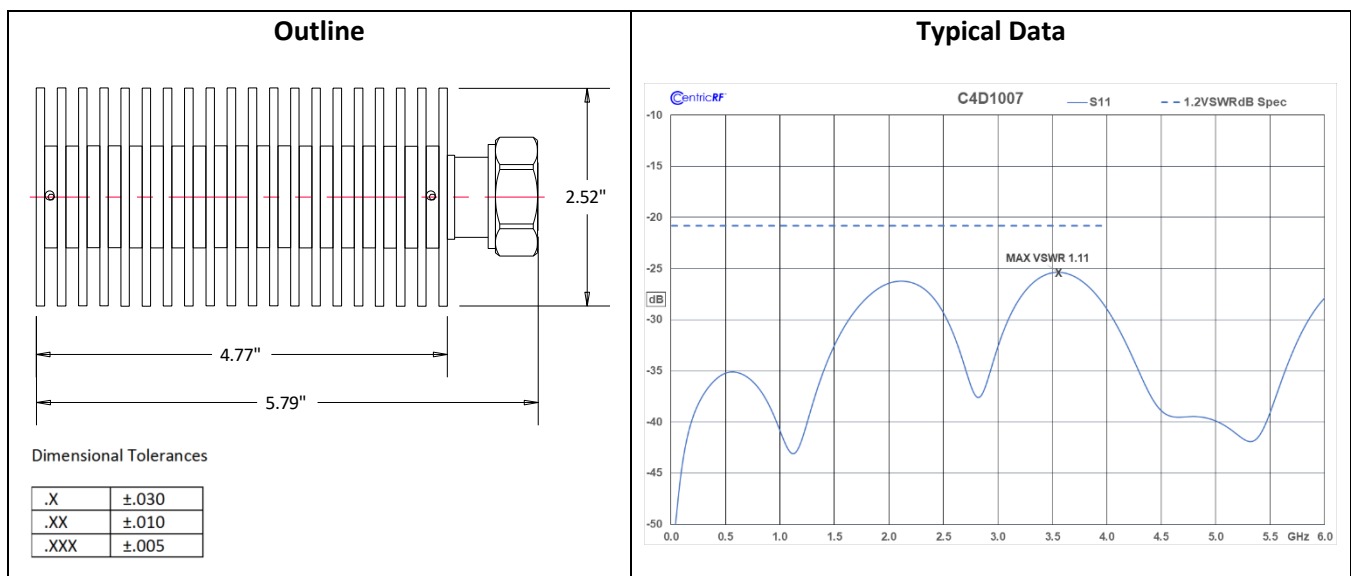 Outline
2.52"
4.77"
5.79"
Dimensional Tolerances
.X ±.030
.XX ±.010
.XXX ±.005
Typical Data
CentricRF™ C4D1007 S11 1.2VSWRdB Spec
-10
-15
-20
MAX VSWR 1.11
X
-25
dB
-30
-35
-40
-45
-50
0.0 0.5 1.0 1.5 2.0 2.5 3.0 3.5 4.0 4.5 5.0 5.5 GHz 6.0